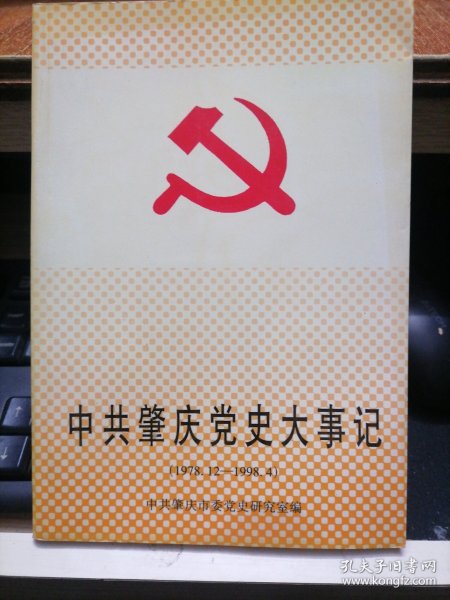 中共肇庆党史大事记
(1978.12—1998.4)
中共肇庆市委党史研究室编
孔夫子旧书网
www.kongfz.com